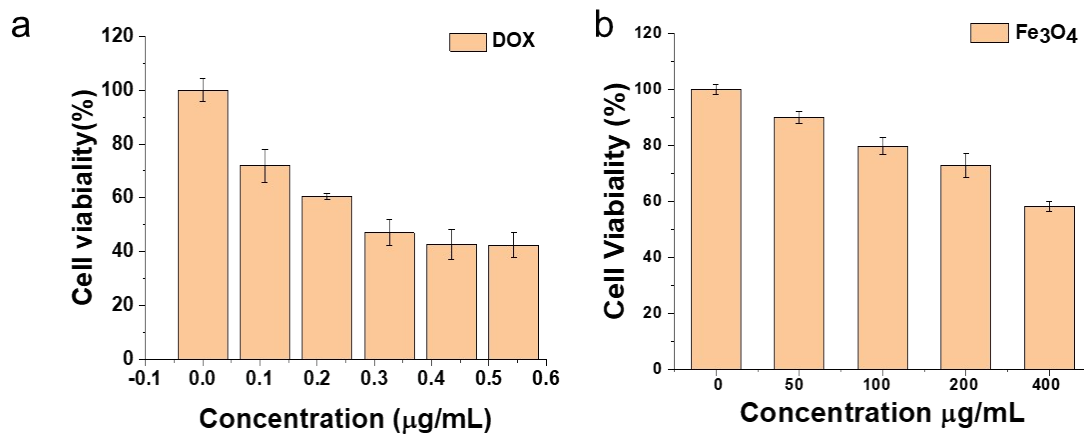 a
DOX
Cell viabiality(%)
120
100
80
60
40
20
0
-0.1 0.0 0.1 0.2 0.3 0.4 0.5 0.6
Concentration (μg/mL)
b
Fe3O4
Cell Viabiality (%)
120
100
80
60
40
20
0
0 50 100 200 400
Concentration μg/mL